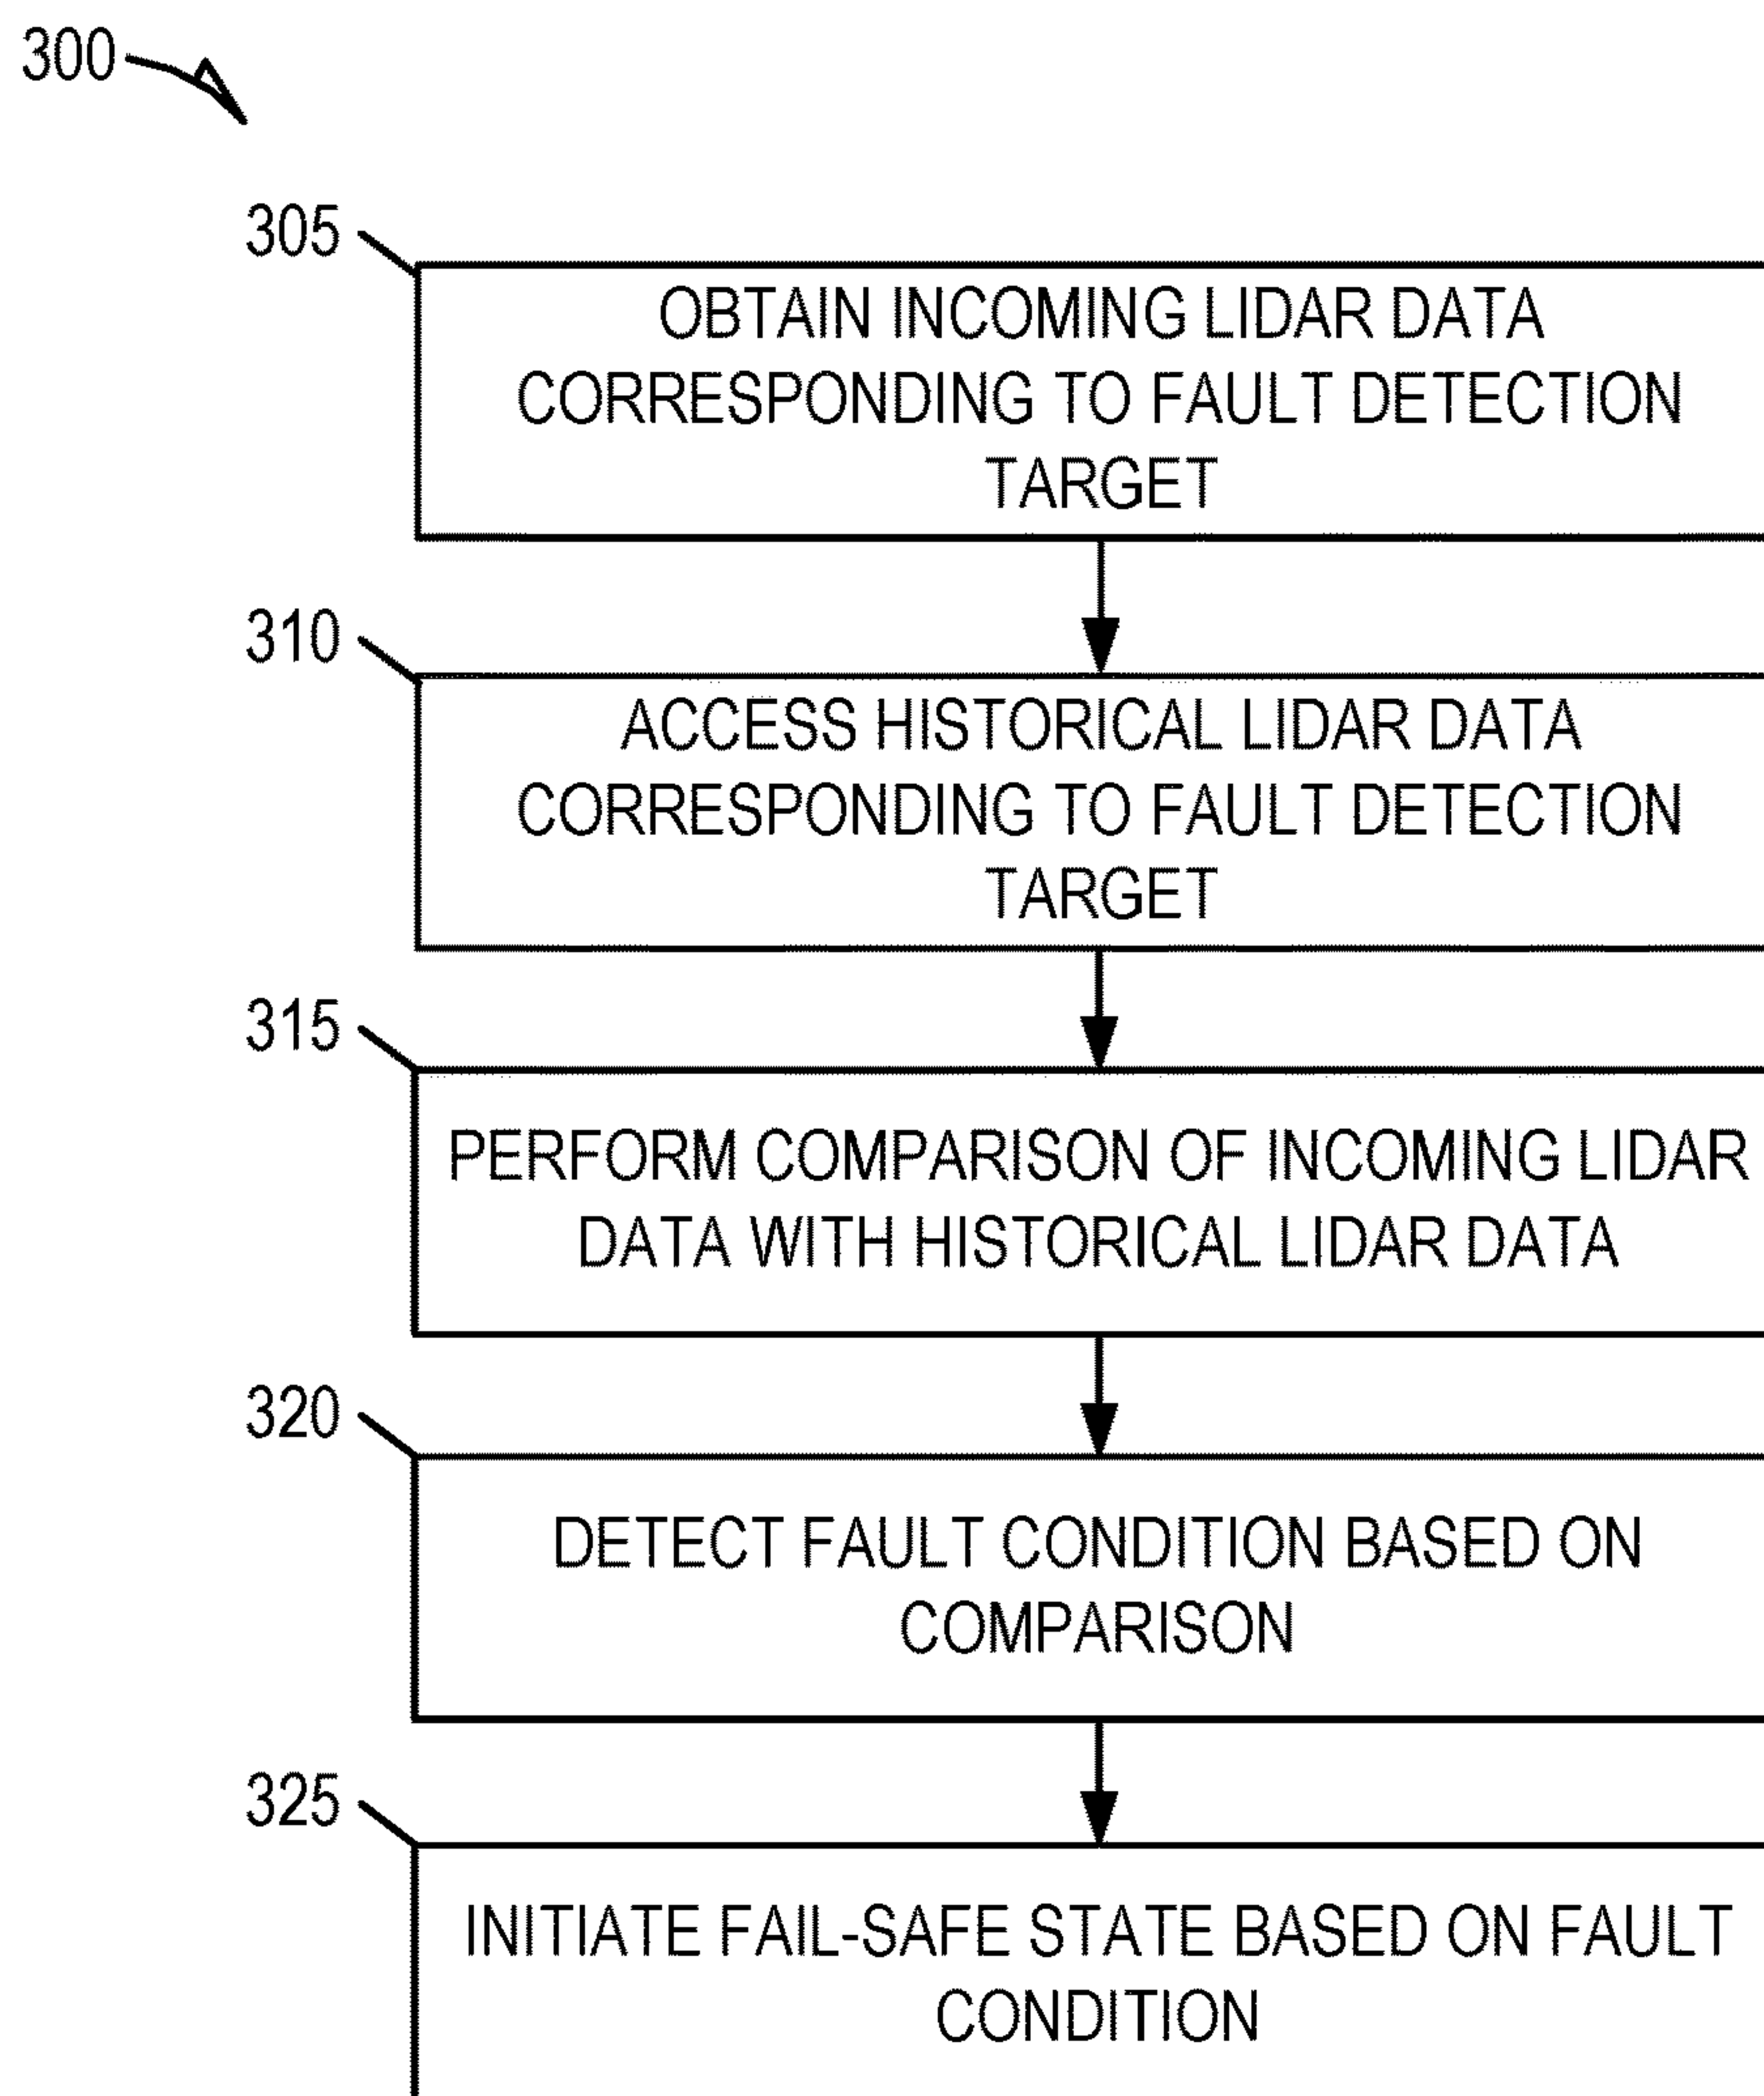 300
305
OBTAIN INCOMING LIDAR DATA
CORRESPONDING TO FAULT DETECTION
TARGET
310
ACCESS HISTORICAL LIDAR DATA
CORRESPONDING TO FAULT DETECTION
TARGET
315
PERFORM COMPARISON OF INCOMING LIDAR
DATA WITH HISTORICAL LIDAR DATA
320
DETECT FAULT CONDITION BASED ON
COMPARISON
325
INITIATE FAIL-SAFE STATE BASED ON FAULT
CONDITION